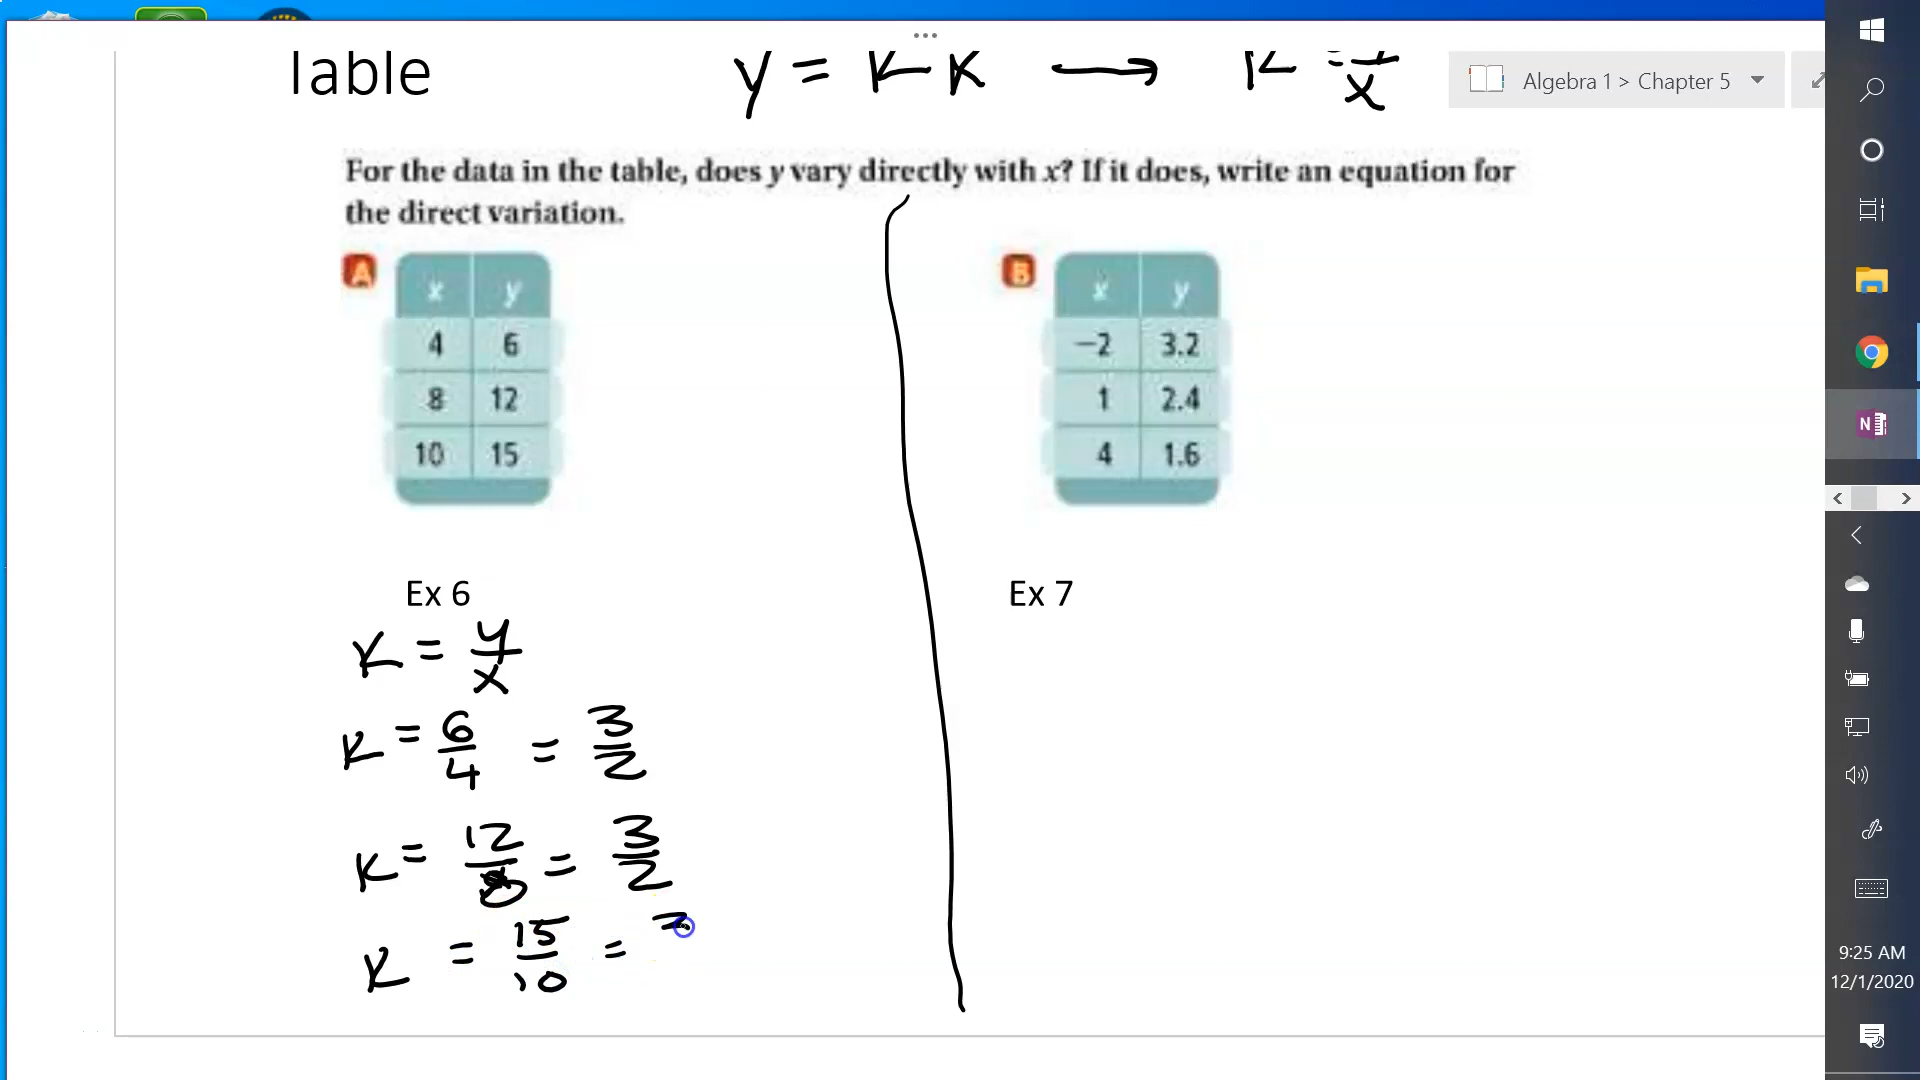 Table
y = K x → K = y/x
Algebra 1 > Chapter 5
For the data in the table, does y vary directly with x? If it does, write an equation for
the direct variation.
A
x y
4 6
8 12
10 15
B
x y
−2 3.2
1 2.4
4 1.6
Ex 6
Ex 7
K = y/x
K = 6/4 = 3/2
K = 12/8 = 3/2
K = 15/10 =
N
9:25 AM
12/1/2020